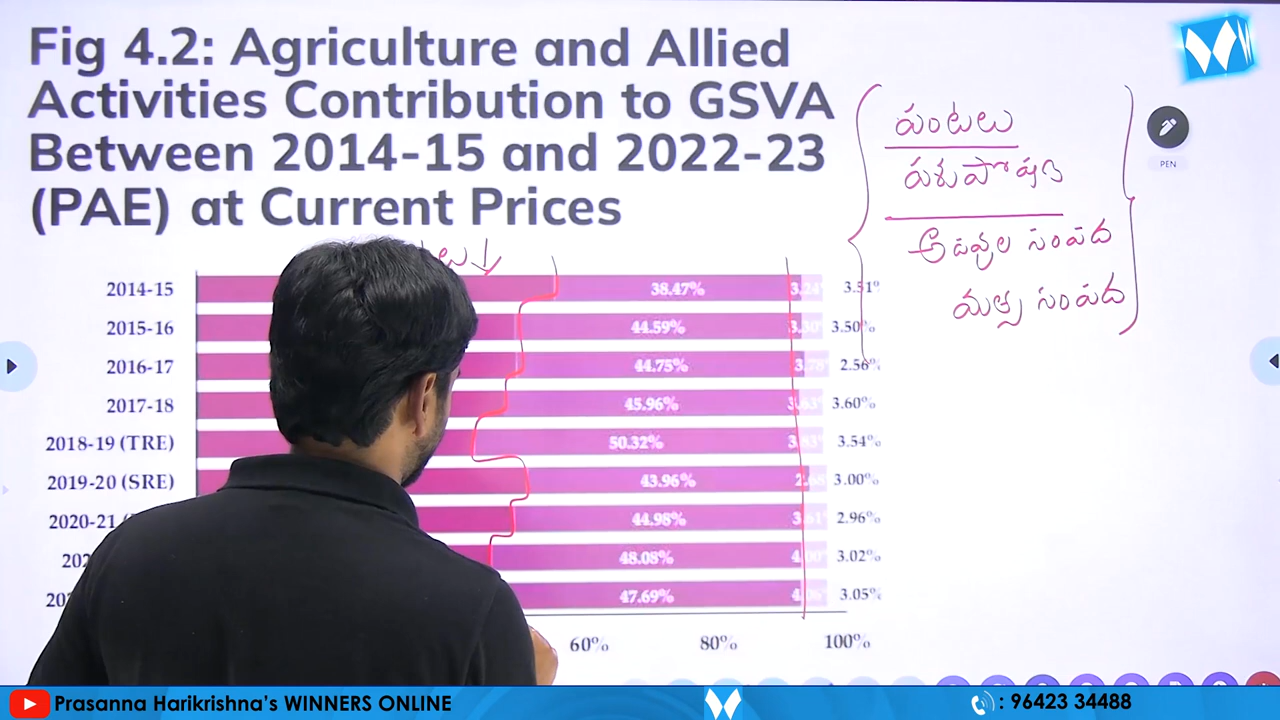 Fig 4.2: Agriculture and Allied
Activities Contribution to GSVA
Between 2014-15 and 2022-23
(PAE) at Current Prices
పంటలు
పశుపోషణ
అడవుల సంపద
మత్స్య సంపద
PEN
2014-15 38.47% 3.24% 3.51%
2015-16 44.59% 3.50%
2016-17 44.75% 2.56%
2017-18 45.96% 3.60%
2018-19 (TRE) 50.32% 3.54%
2019-20 (SRE) 43.96% 3.00%
2020-21 44.98% 2.96%
48.08% 3.02%
47.69% 3.05%
60% 80% 100%
Prasanna Harikrishna's WINNERS ONLINE
: 96423 34488